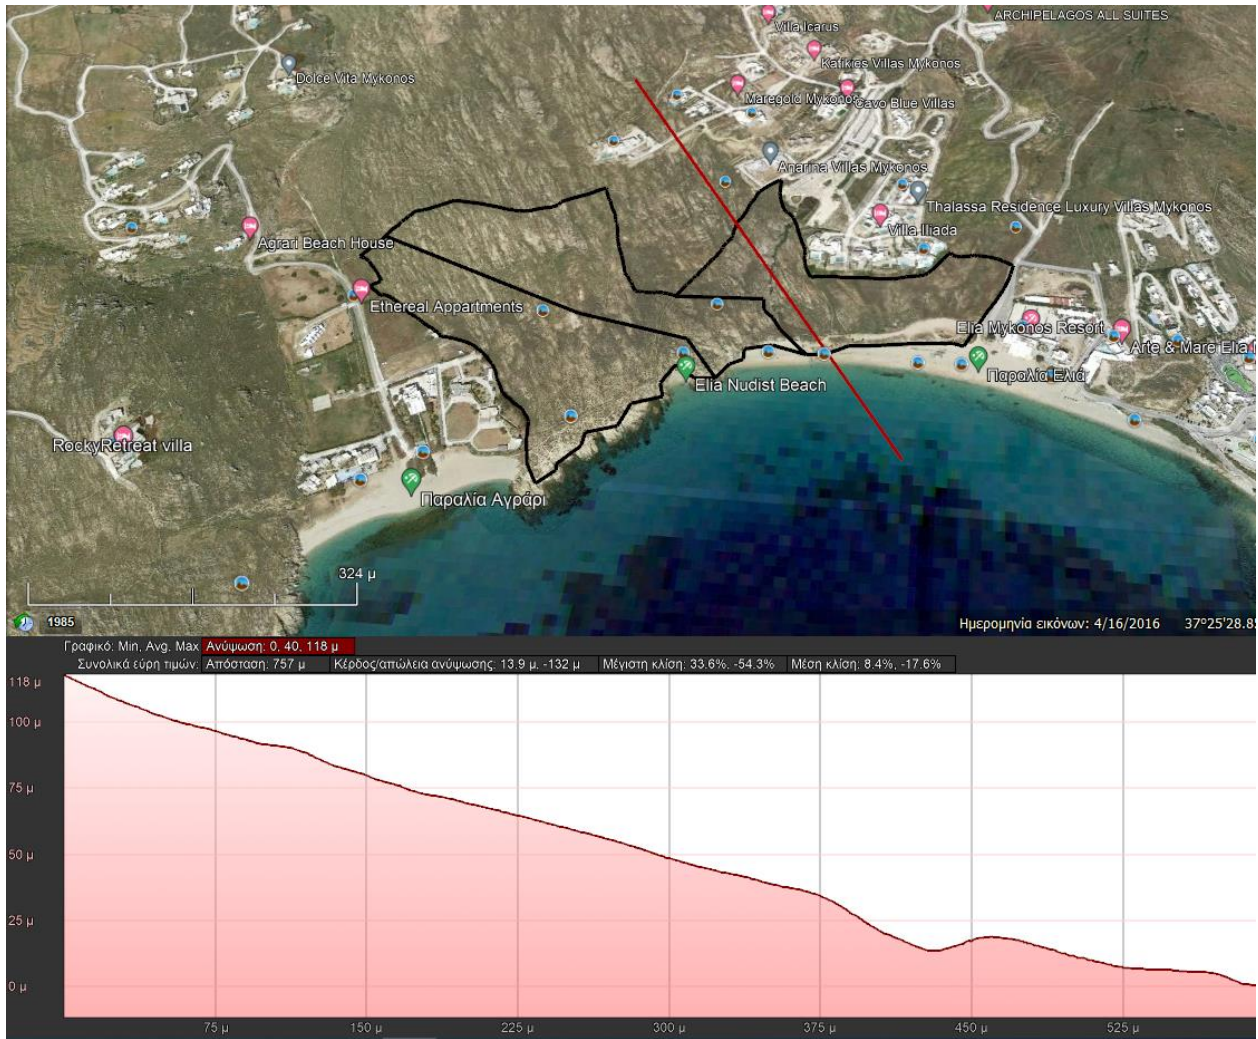 ARCHIPELAGOS ALL SUITES
Villa Icarus
Katikies Villas Mykonos
Dolce Vita Mykonos
Maregold Mykonos
Cavo Blue Villas
Anarina Villas Mykonos
Thalassa Residence Luxury Villas Mykonos
Villa Iliada
Agrari Beach House
Ethereal Appartments
Elia Mykonos Resort
Arte & Mare Elia
Παραλία Ελιά
Elia Nudist Beach
RockyRetreat villa
Παραλία Αγράρι
324 μ
1985
Ημερομηνία εικόνων: 4/16/2016 37°25'28.85
Γραφικό: Min, Avg, Max Ανύψωση: 0, 40, 118 μ
Συνολικά εύρη τιμών: Απόσταση: 757 μ Κέρδος/απώλεια ανύψωσης: 13.9 μ, -132 μ Μέγιστη κλίση: 33.6%, -54.3% Μέση κλίση: 8.4%, -17.6%
118 μ
100 μ
75 μ
50 μ
25 μ
0 μ
75 μ 150 μ 225 μ 300 μ 375 μ 450 μ 525 μ